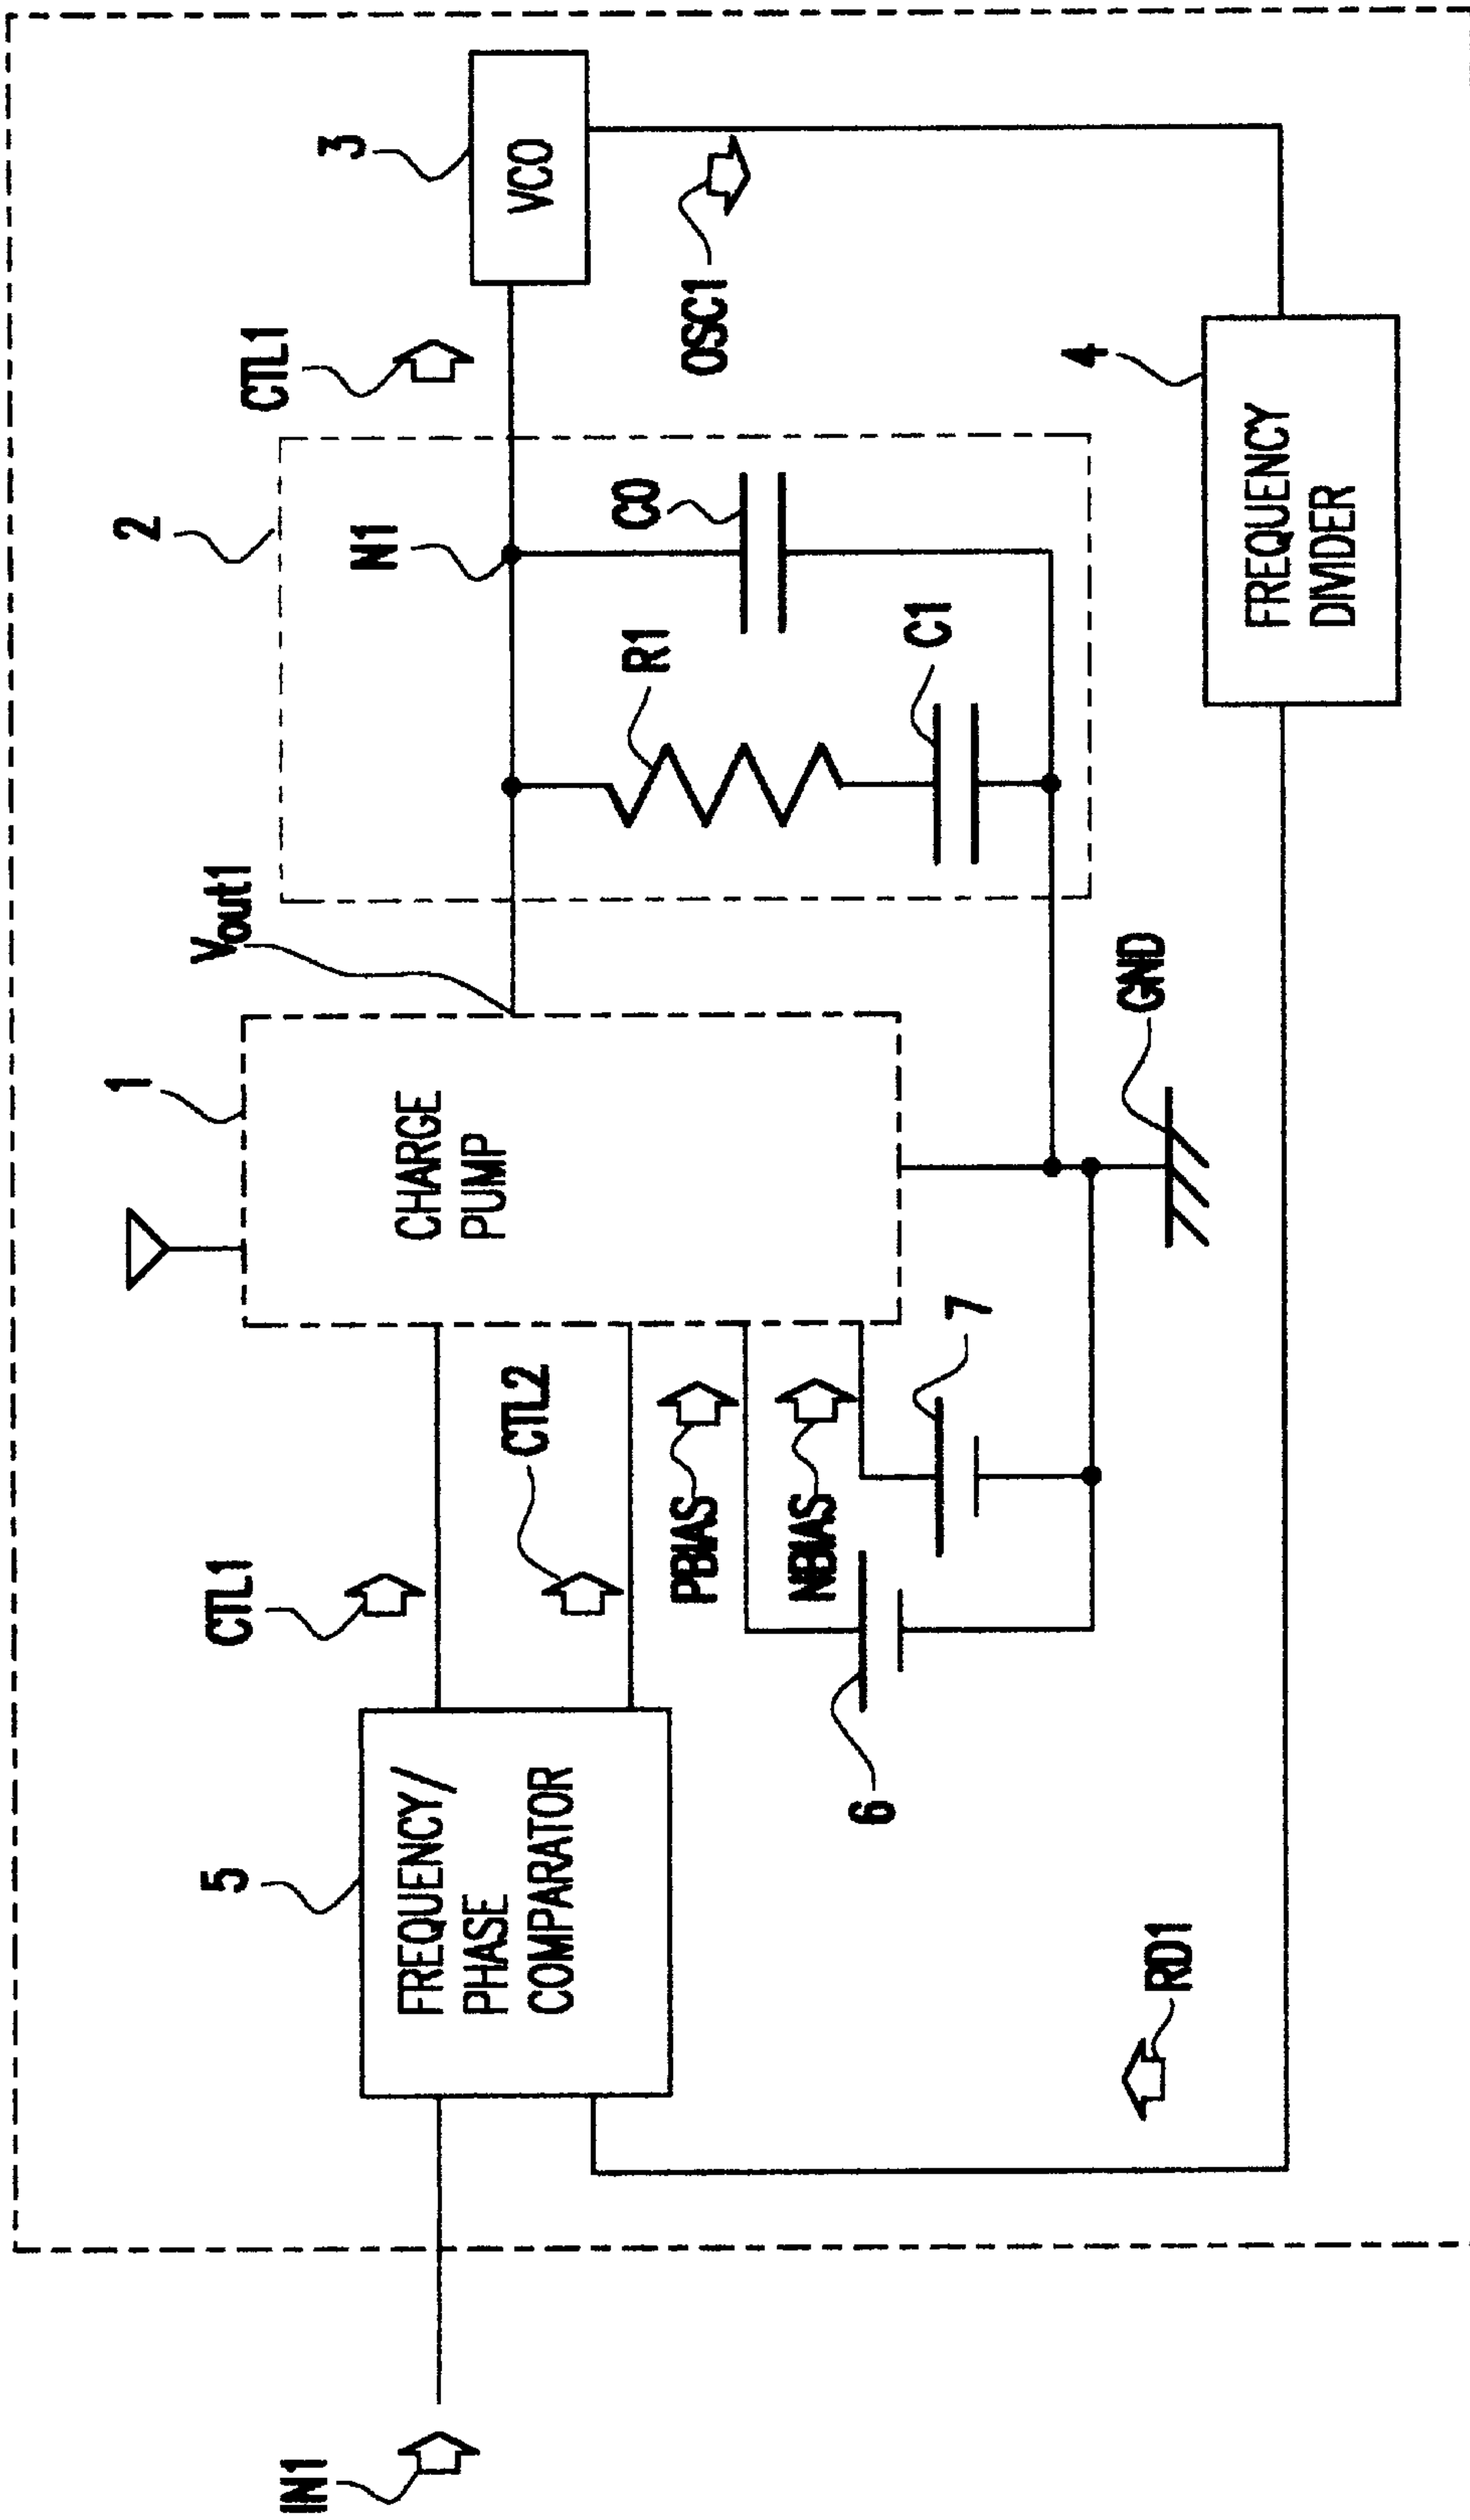 2
1
3
CTL1
Vout1
N1
VCO
CTL1
5
R1
C0
CHARGE
PUMP
CTL2
OSC1
FREQUENCY/
PHASE
COMPARATOR
IN1
PBIAS
NBIAS
C1
7
6
GND
4
RD1
FREQUENCY
DMDER